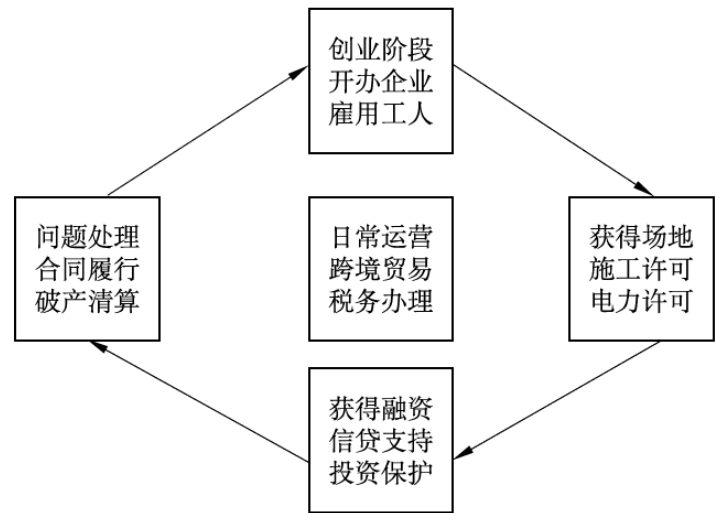 创业阶段
开办企业
雇用工人
问题处理
合同履行
破产清算
日常运营
跨境贸易
税务办理
获得场地
施工许可
电力许可
获得融资
信贷支持
投资保护